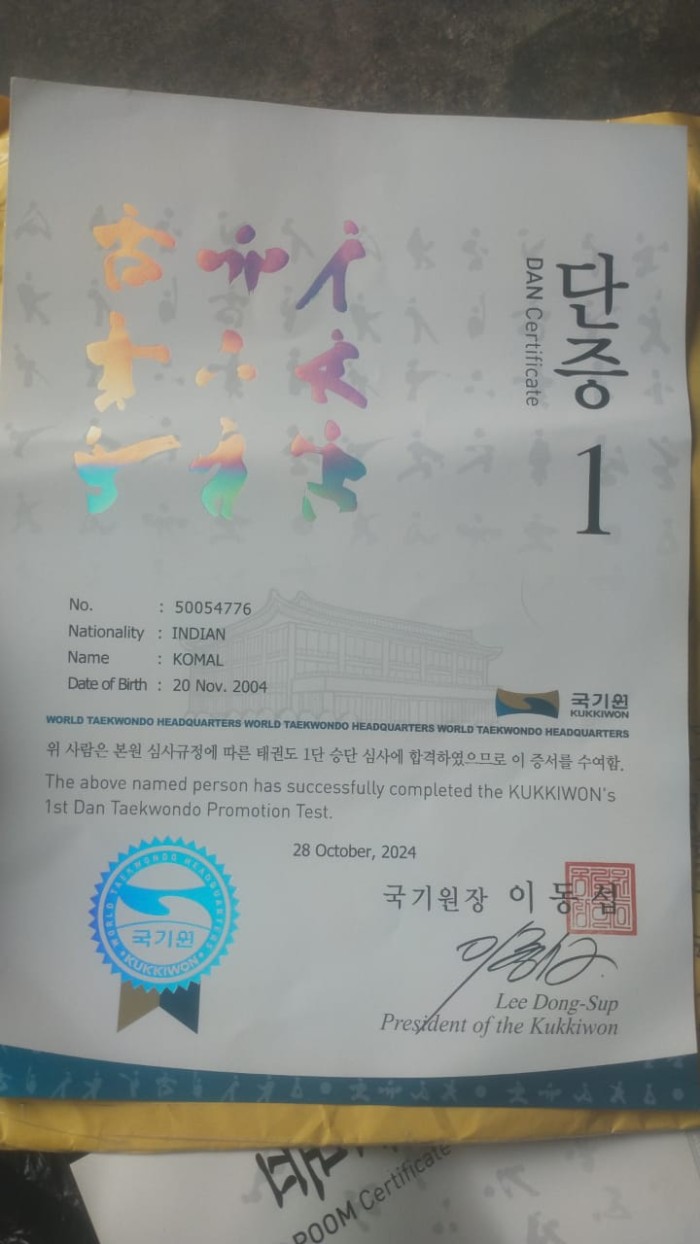 단증
DAN Certificate
1
No. : 50054776
Nationality : INDIAN
Name : KOMAL
Date of Birth : 20 Nov. 2004
국기원
KUKKIWON
WORLD TAEKWONDO HEADQUARTERS WORLD TAEKWONDO HEADQUARTERS WORLD TAEKWONDO HEADQUARTERS
위 사람은 본원 심사규정에 따른 태권도 1단 승단 심사에 합격하였으므로 이 증서를 수여함.
The above named person has successfully completed the KUKKIWON's
1st Dan Taekwondo Promotion Test.
28 October, 2024
WORLD TAEKWONDO HEADQUARTERS
국기원
KUKKIWON
국기원장 이동섭
Lee Dong-Sup
President of the Kukkiwon
POOM Certificate